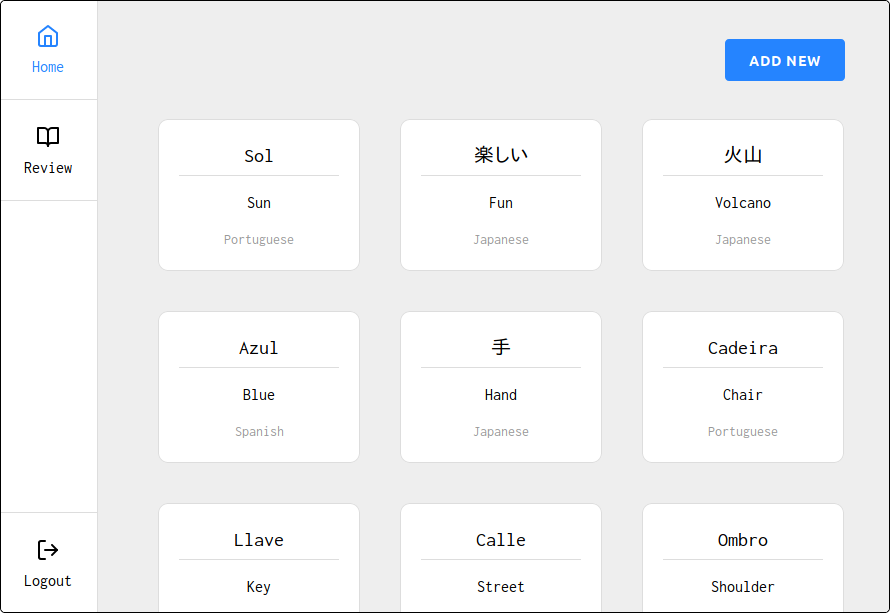 Home
Review
Logout
ADD NEW
Sol
Sun
Portuguese
楽しい
Fun
Japanese
火山
Volcano
Japanese
Azul
Blue
Spanish
手
Hand
Japanese
Cadeira
Chair
Portuguese
Llave
Key
Calle
Street
Ombro
Shoulder